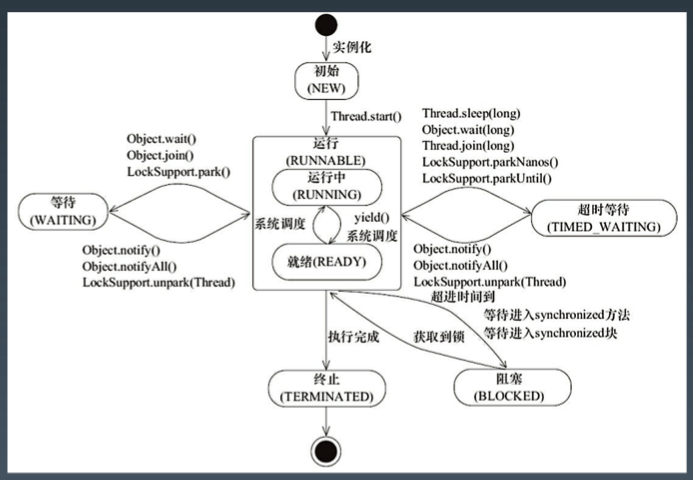 实例化
初始
(NEW)
Thread.start()
Object.wait()
Object.join()
LockSupport.park()
等待
(WAITING)
Object.notify()
Object.notifyAll()
LockSupport.unpark(Thread)
运行
(RUNNABLE)
运行中
(RUNNING)
系统调度
yield()
系统调度
就绪(READY)
Thread.sleep(long)
Object.wait(long)
Thread.join(long)
LockSupport.parkNanos()
LockSupport.parkUntil()
超时等待
(TIMED_WAITING)
Object.notify()
Object.notifyAll()
LockSupport.unpark(Thread)
超进时间到
等待进入synchronized方法
等待进入synchronized块
获取到锁
阻塞
(BLOCKED)
执行完成
终止
(TERMINATED)